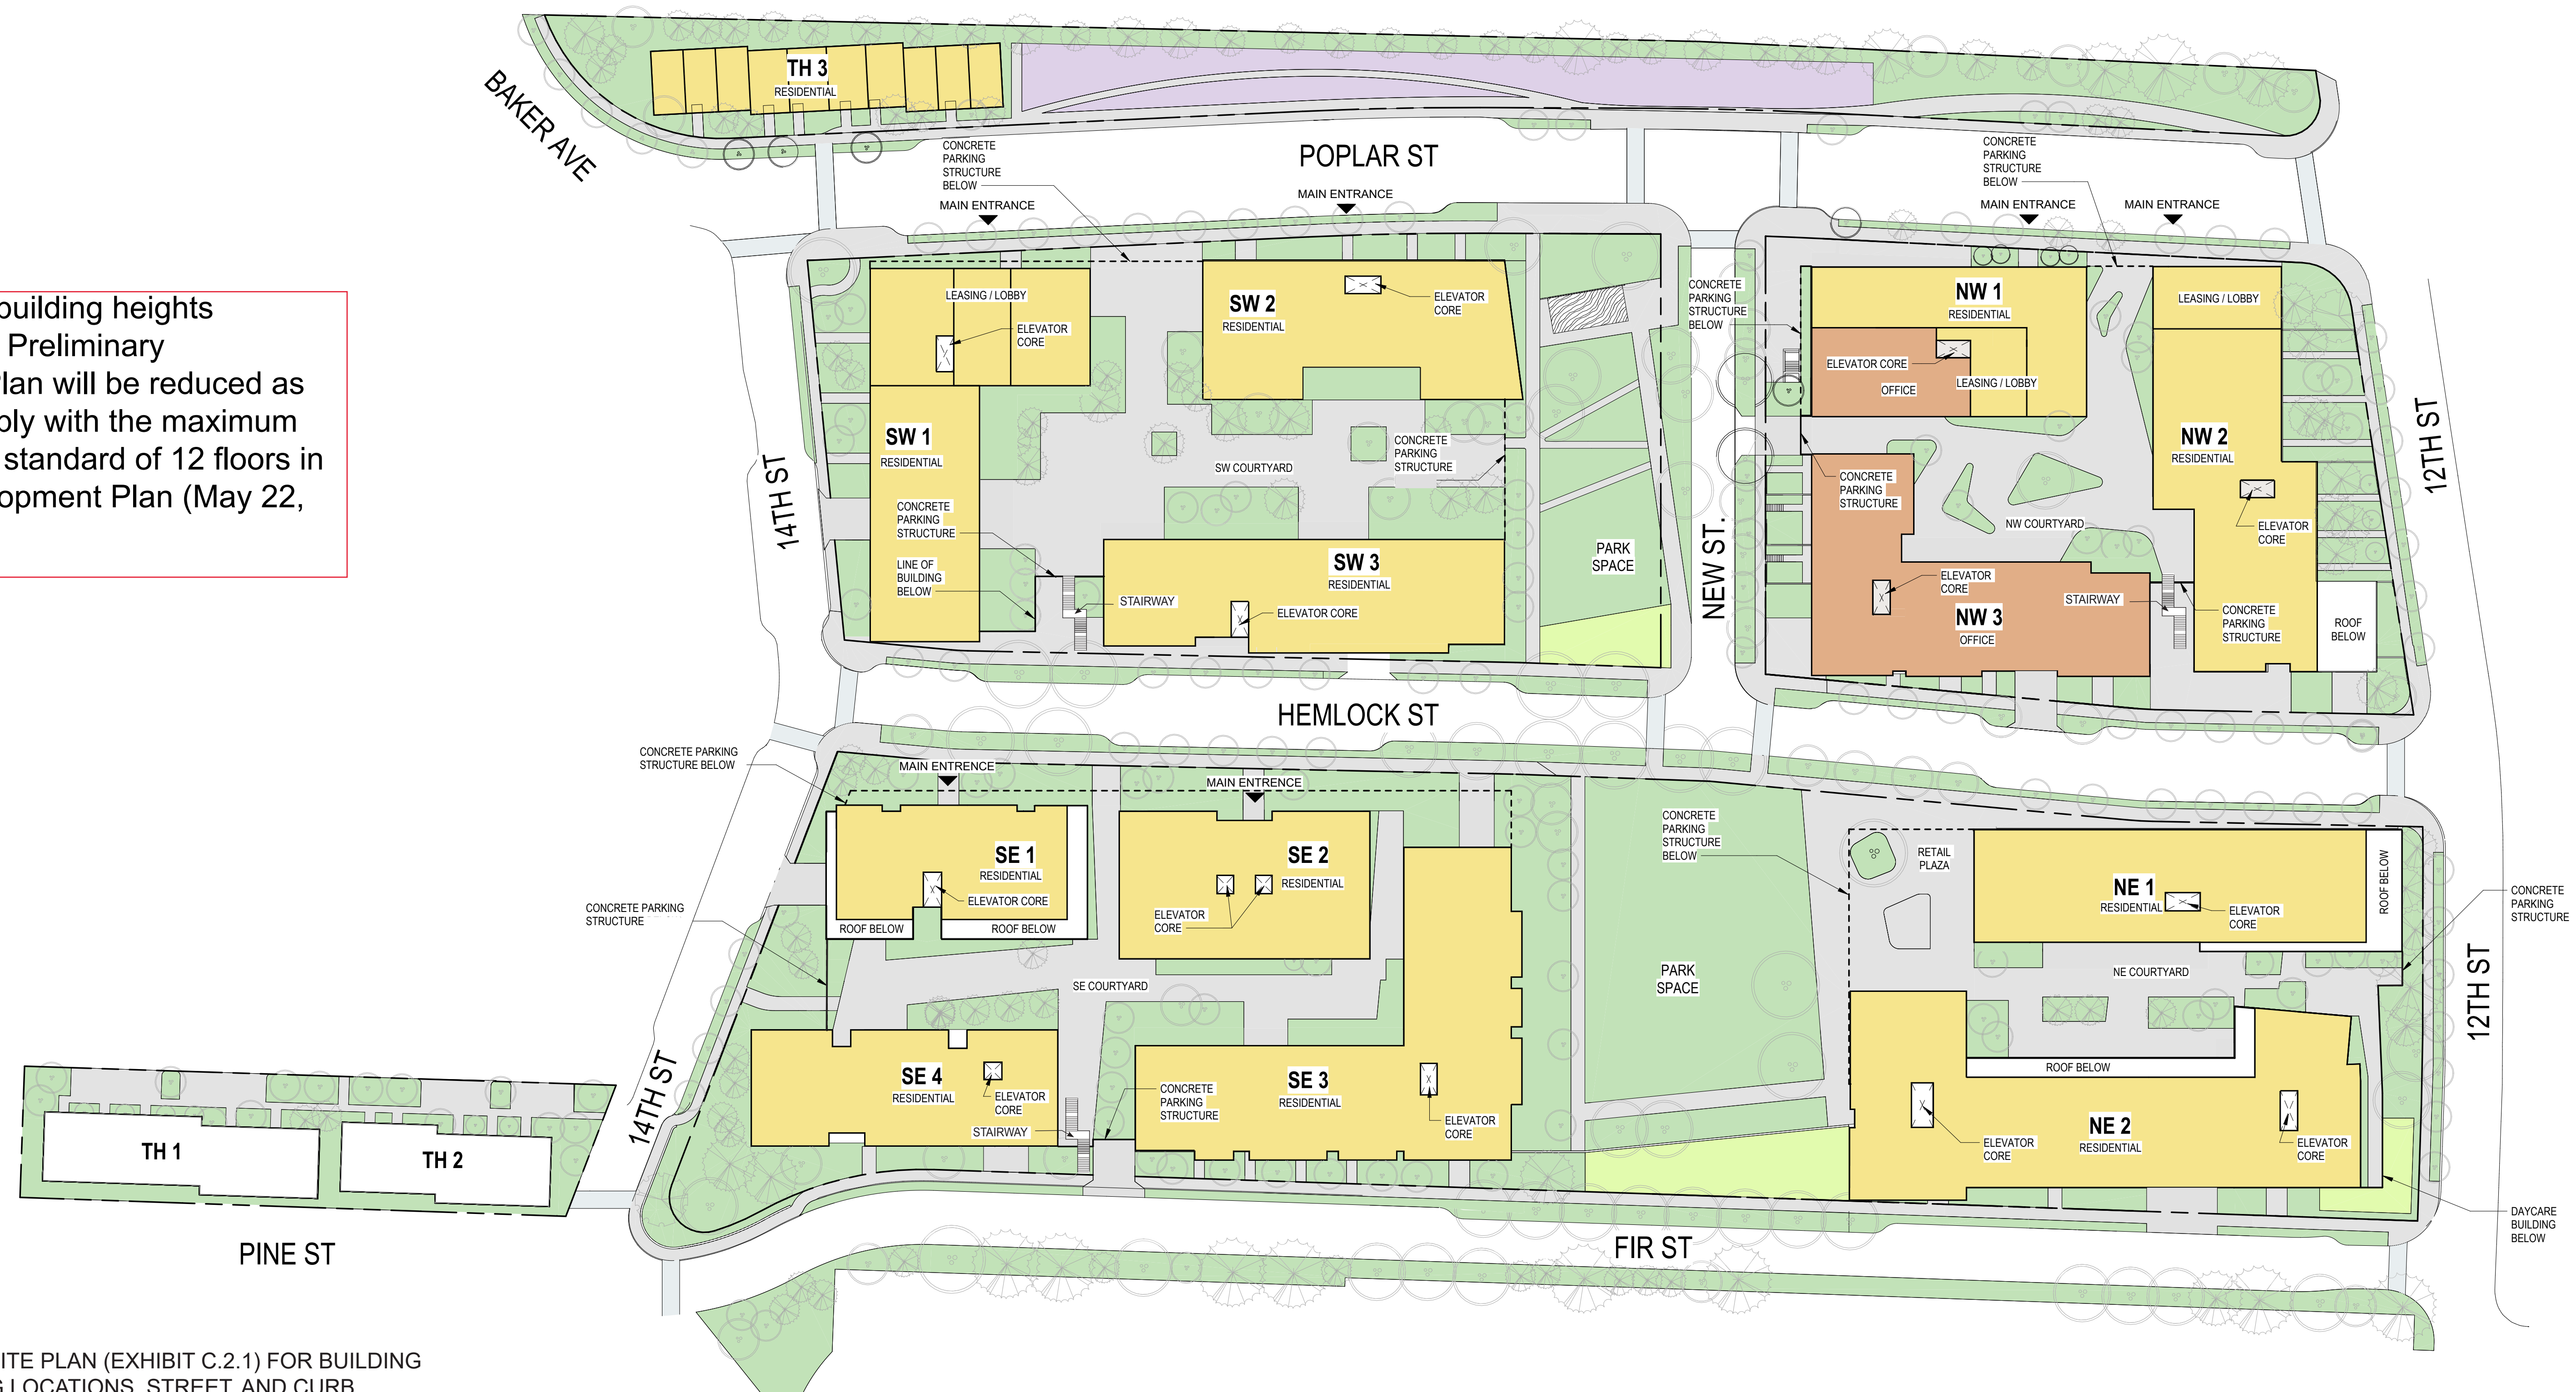 TH 3
RESIDENTIAL
BAKER AVE
CONCRETE
PARKING
STRUCTURE
BELOW
MAIN ENTRANCE
POPLAR ST
MAIN ENTRANCE
CONCRETE
PARKING
STRUCTURE
BELOW
MAIN ENTRANCE
MAIN ENTRANCE
building heights
Preliminary
Plan will be reduced as
ply with the maximum
standard of 12 floors in
opment Plan (May 22,
LEASING / LOBBY
ELEVATOR
CORE
SW 1
RESIDENTIAL
CONCRETE
PARKING
STRUCTURE
LINE OF
BUILDING
BELOW
STAIRWAY
SW 2
RESIDENTIAL
ELEVATOR
CORE
SW COURTYARD
CONCRETE
PARKING
STRUCTURE
SW 3
RESIDENTIAL
ELEVATOR CORE
PARK
SPACE
14TH ST
NEW ST.
CONCRETE
PARKING
STRUCTURE
BELOW
NW 1
RESIDENTIAL
ELEVATOR CORE
OFFICE
LEASING / LOBBY
CONCRETE
PARKING
STRUCTURE
LEASING / LOBBY
NW 2
RESIDENTIAL
ELEVATOR
CORE
NW COURTYARD
ELEVATOR
CORE
NW 3
OFFICE
STAIRWAY
CONCRETE
PARKING
STRUCTURE
ROOF
BELOW
12TH ST
HEMLOCK ST
CONCRETE PARKING
STRUCTURE BELOW
MAIN ENTRENCE
MAIN ENTRENCE
SE 1
RESIDENTIAL
ELEVATOR CORE
ROOF BELOW
ROOF BELOW
CONCRETE PARKING
STRUCTURE
SE 2
RESIDENTIAL
ELEVATOR
CORE
SE COURTYARD
SE 4
RESIDENTIAL
ELEVATOR
CORE
STAIRWAY
CONCRETE
PARKING
STRUCTURE
SE 3
RESIDENTIAL
ELEVATOR
CORE
PARK
SPACE
CONCRETE
PARKING
STRUCTURE
BELOW
RETAIL
PLAZA
NE 1
RESIDENTIAL
ELEVATOR
CORE
ROOF BELOW
CONCRETE
PARKING
STRUCTURE
NE COURTYARD
ROOF BELOW
NE 2
RESIDENTIAL
ELEVATOR
CORE
ELEVATOR
CORE
12TH ST
DAYCARE
BUILDING
BELOW
14TH ST
TH 1
TH 2
PINE ST
FIR ST
SITE PLAN (EXHIBIT C.2.1) FOR BUILDING
LOCATIONS, STREET, AND CURB